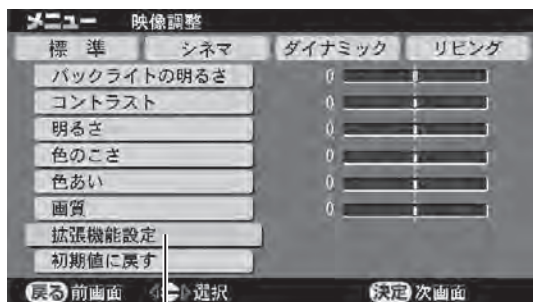 メニュー 映像調整
標準 シネマ ダイナミック リビング
バックライトの明るさ 0
コントラスト 0
明るさ 0
色のこさ 0
色あい 0
画質 0
拡張機能設定
初期値に戻す
戻る 前画面 選択 決定 次画面